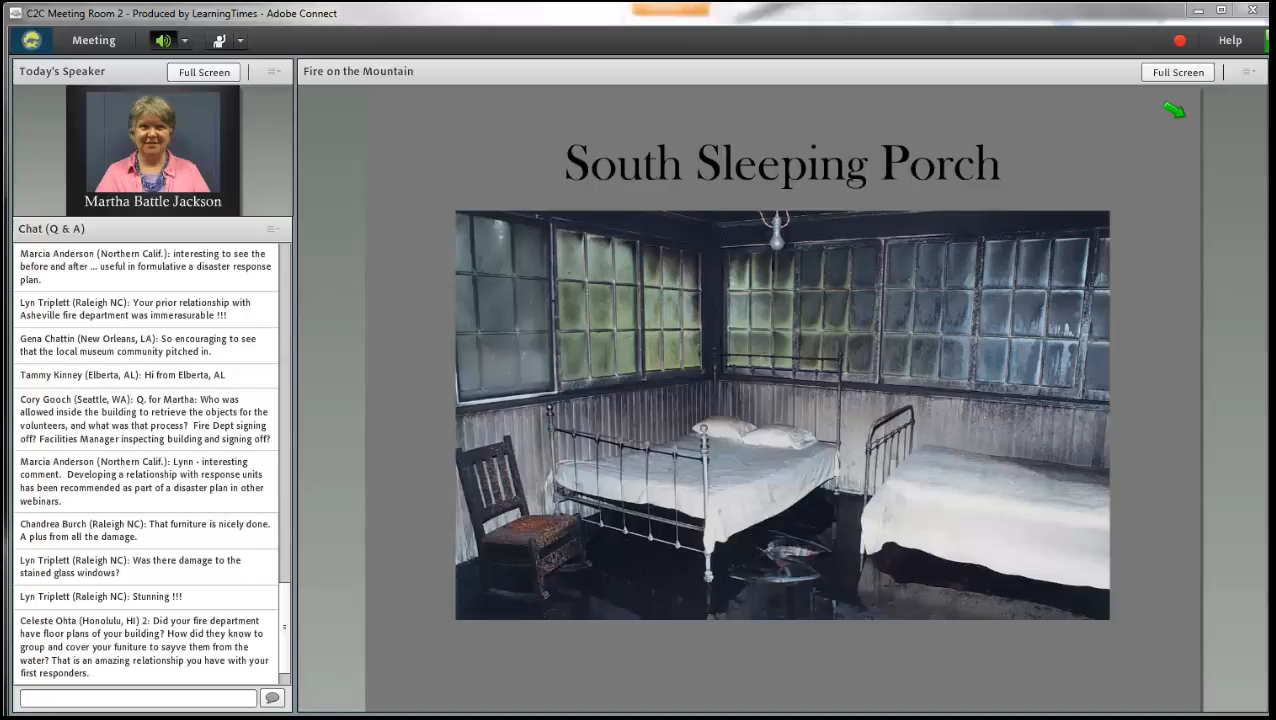 C2C Meeting Room 2 - Produced by LearningTimes - Adobe Connect
Meeting
Help
Today's Speaker
Full Screen
Martha Battle Jackson
Chat (Q & A)
Marcia Anderson (Northern Calif.): interesting to see the
before and after ... useful in formulative a disaster response
plan.
Lyn Triplett (Raleigh NC): Your prior relationship with
Asheville fire department was immerasurable !!!
Gena Chattin (New Orleans, LA): So encouraging to see
that the local museum community pitched in.
Tammy Kinney (Elberta, AL): Hi from Elberta, AL
Cory Gooch (Seattle, WA): Q. for Martha: Who was
allowed inside the building to retrieve the objects for the
volunteers, and what was that process? Fire Dept signing
off? Facilities Manager inspecting building and signing off?
Marcia Anderson (Northern Calif.): Lynn - interesting
comment. Developing a relationship with response units
has been recommended as part of a disaster plan in other
webinars.
Chandrea Burch (Raleigh NC): That furniture is nicely done.
A plus from all the damage.
Lyn Triplett (Raleigh NC): Was there damage to the
stained glass windows?
Lyn Triplett (Raleigh NC): Stunning !!!
Celeste Ohta (Honolulu, HI) 2: Did your fire department
have floor plans of your building? How did they know to
group and cover your funiture to sayve them from the
water? That is an amazing relationship you have with your
first responders.
Fire on the Mountain
Full Screen
South Sleeping Porch